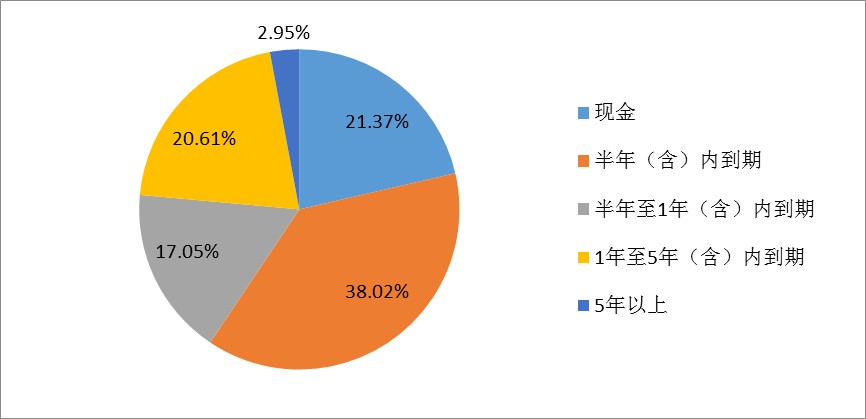 2.95%
21.37%
20.61%
17.05%
38.02%
现金
半年（含）内到期
半年至1年（含）内到期
1年至5年（含）内到期
5年以上